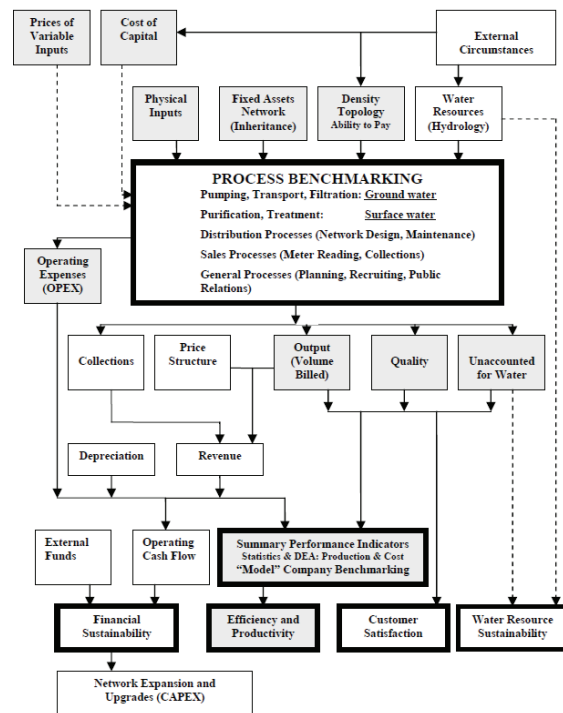 Prices of
Variable
Inputs
Cost of
Capital
External
Circumstances
Physical
Inputs
Fixed Assets
Network
(Inheritance)
Density
Topology
Ability to Pay
Water
Resources
(Hydrology)
PROCESS BENCHMARKING
Pumping, Transport, Filtration: Ground water
Purification, Treatment: Surface water
Distribution Processes (Network Design, Maintenance)
Sales Processes (Meter Reading, Collections)
General Processes (Planning, Recruiting, Public
Relations)
Operating
Expenses
(OPEX)
Collections
Price
Structure
Output
(Volume
Billed)
Quality
Unaccounted
for Water
Depreciation
Revenue
External
Funds
Operating
Cash Flow
Summary Performance Indicators
Statistics & DEA: Production & Cost
“Model” Company Benchmarking
Financial
Sustainability
Efficiency and
Productivity
Customer
Satisfaction
Water Resource
Sustainability
Network Expansion and
Upgrades (CAPEX)